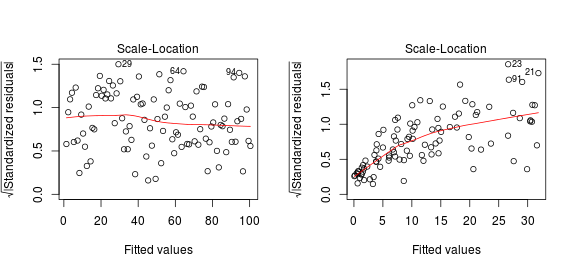 Scale-Location
√|Standardized residuals|
0.0 0.5 1.0 1.5
29
64
94
0 20 40 60 80 100
Fitted values
Scale-Location
√|Standardized residuals|
0.0 0.5 1.0 1.5
23
21
91
0 5 10 15 20 25 30
Fitted values